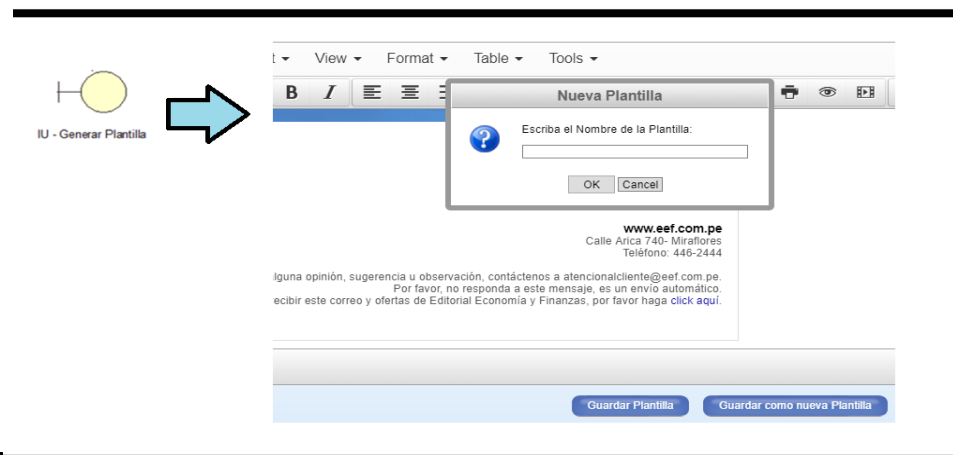 t View Format Table Tools
B I
Nueva Plantilla
IU - Generar Plantilla
Escriba el Nombre de la Plantilla:
OK Cancel
www.eef.com.pe
Calle Arica 740- Miraflores
Teléfono: 446-2444
lguna opinión, sugerencia u observación, contáctenos a atencionalcliente@eef.com.pe.
Por favor, no responda a este mensaje, es un envío automático.
ecibir este correo y ofertas de Editorial Economía y Finanzas, por favor haga click aquí.
Guardar Plantilla Guardar como nueva Plantilla